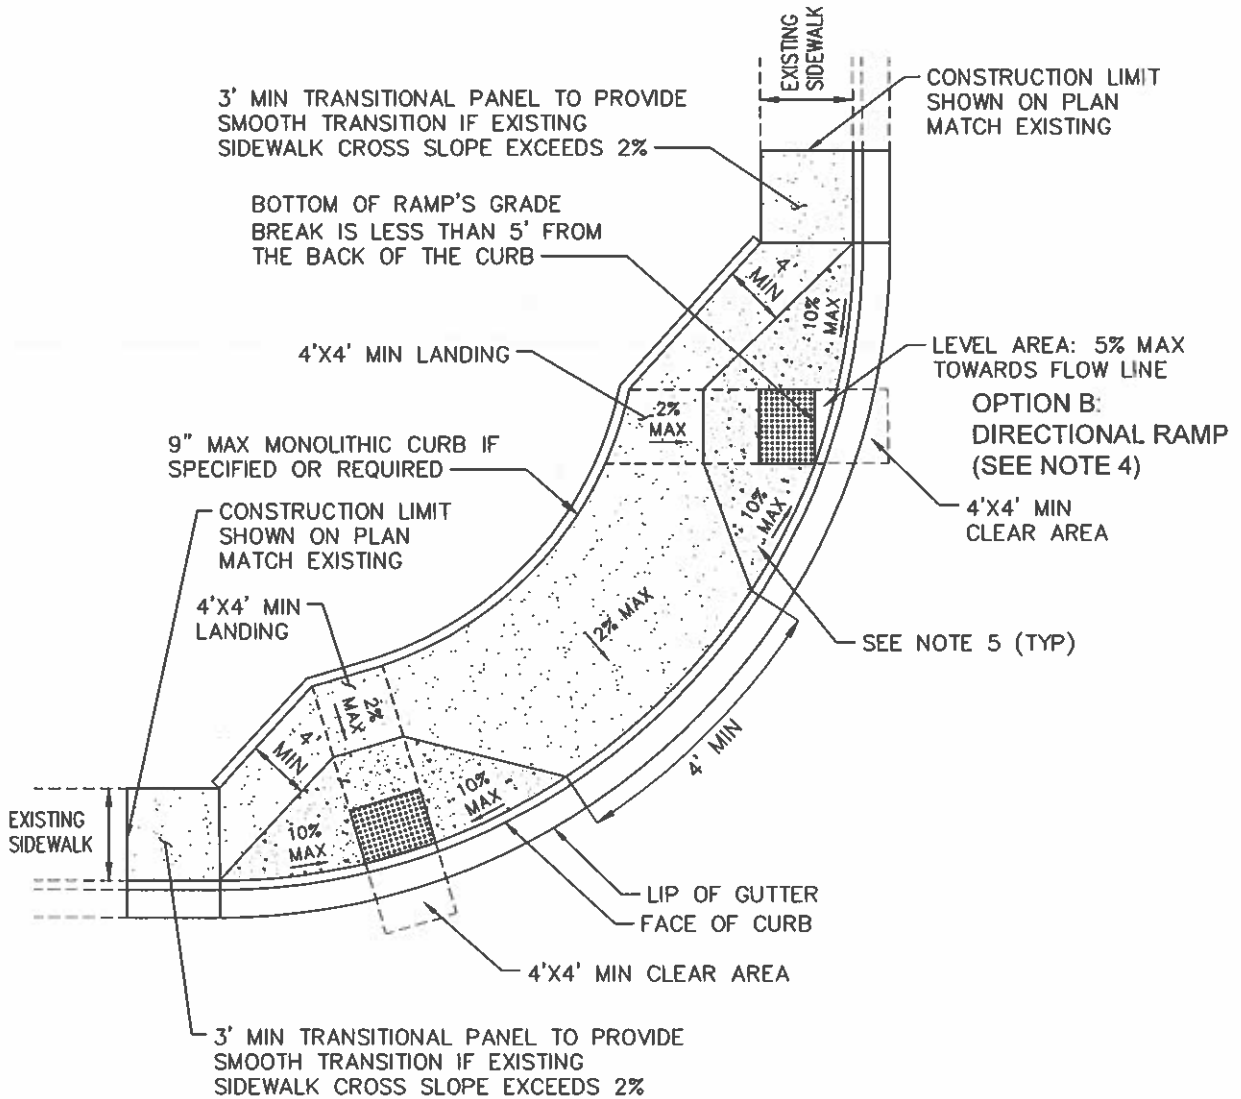 EXISTING
SIDEWALK
CONSTRUCTION LIMIT
SHOWN ON PLAN
MATCH EXISTING
3' MIN TRANSITIONAL PANEL TO PROVIDE
SMOOTH TRANSITION IF EXISTING
SIDEWALK CROSS SLOPE EXCEEDS 2%
BOTTOM OF RAMP'S GRADE
BREAK IS LESS THAN 5' FROM
THE BACK OF THE CURB
4'
MIN
10%
MAX
4'X4' MIN LANDING
LEVEL AREA: 5% MAX
TOWARDS FLOW LINE
2%
MAX
OPTION B:
DIRECTIONAL RAMP
(SEE NOTE 4)
9" MAX MONOLITHIC CURB IF
SPECIFIED OR REQUIRED
10%
MAX
4'X4' MIN
CLEAR AREA
CONSTRUCTION LIMIT
SHOWN ON PLAN
MATCH EXISTING
4'X4' MIN
LANDING
2% MAX
SEE NOTE 5 (TYP)
2%
MAX
4'
MIN
4' MIN
10%
MAX
EXISTING
SIDEWALK
10%
MAX
LIP OF GUTTER
FACE OF CURB
4'X4' MIN CLEAR AREA
3' MIN TRANSITIONAL PANEL TO PROVIDE
SMOOTH TRANSITION IF EXISTING
SIDEWALK CROSS SLOPE EXCEEDS 2%